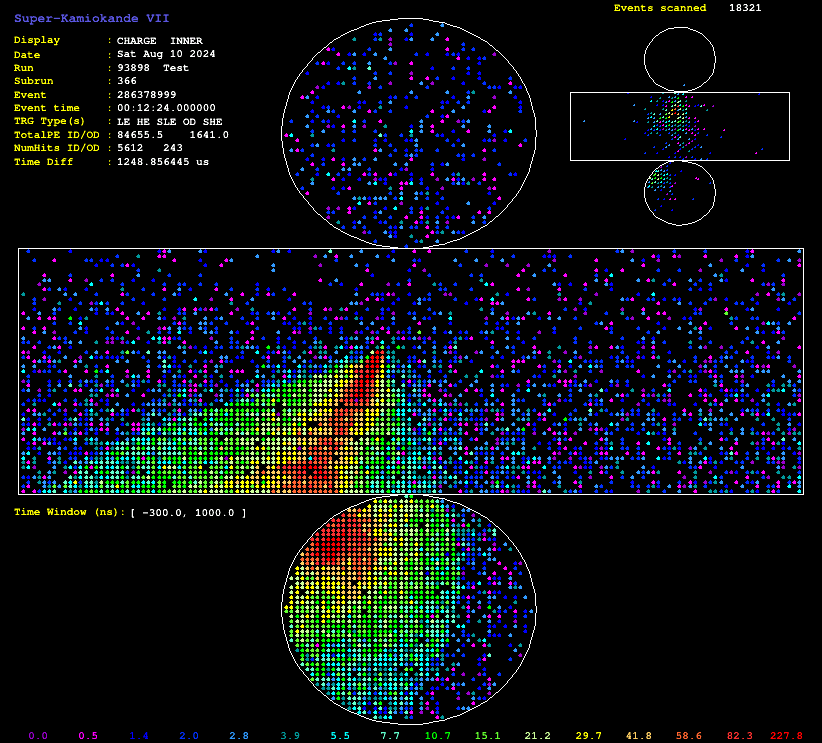 Super-Kamiokande VII
Events scanned 18321
Display : CHARGE INNER
Date : Sat Aug 10 2024
Run : 93898 Test
Subrun : 366
Event : 286378999
Event time : 00:12:24.000000
TRG Type(s) : LE HE SLE OD SHE
TotalPE ID/OD : 84655.5 1641.0
NumHits ID/OD : 5612 243
Time Diff : 1248.856445 us
Time Window (ns): [ -300.0, 1000.0 ]
0.0 0.5 1.4 2.0 2.8 3.9 5.5 7.7 10.7 15.1 21.2 29.7 41.8 58.6 82.3 227.8